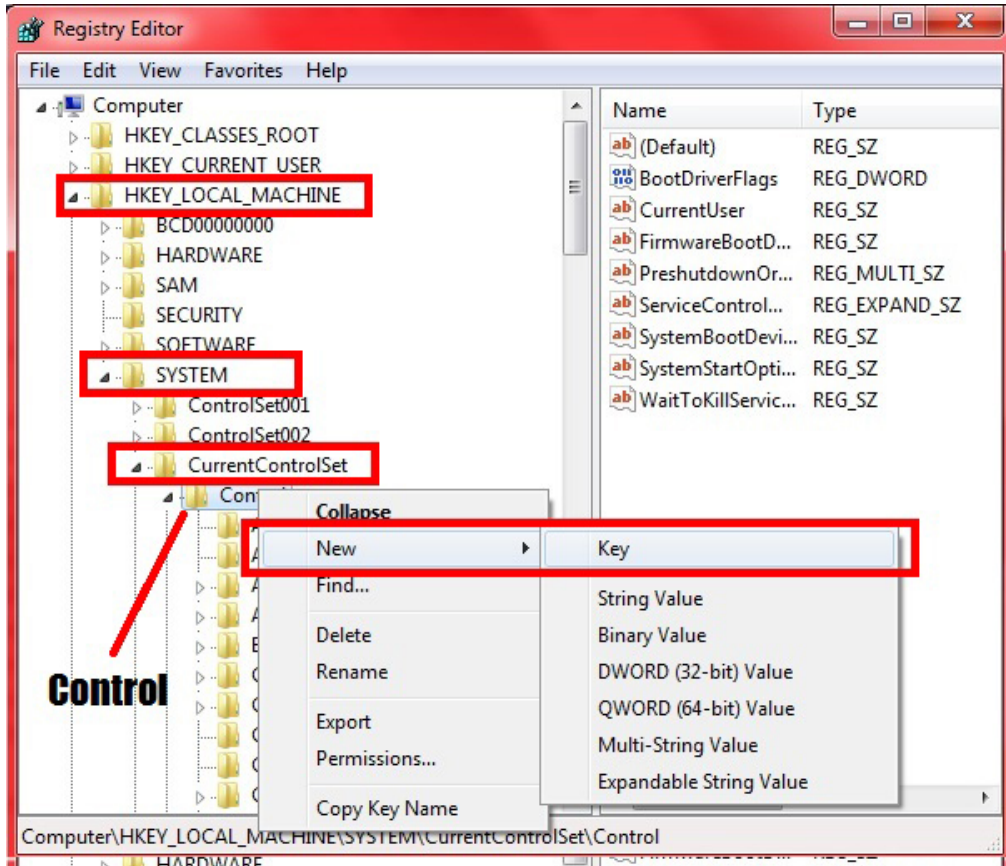 Registry Editor
File Edit View Favorites Help
Computer
HKEY_CLASSES_ROOT
HKEY_CURRENT_USER
HKEY_LOCAL_MACHINE
BCD00000000
HARDWARE
SAM
SECURITY
SOFTWARE
SYSTEM
ControlSet001
ControlSet002
CurrentControlSet
Control
Collapse
New
Find...
Delete
Rename
Export
Permissions...
Copy Key Name
Key
String Value
Binary Value
DWORD (32-bit) Value
QWORD (64-bit) Value
Multi-String Value
Expandable String Value
Name Type
(Default) REG_SZ
BootDriverFlags REG_DWORD
CurrentUser REG_SZ
FirmwareBootD... REG_SZ
PreshutdownOr... REG_MULTI_SZ
ServiceControl... REG_EXPAND_SZ
SystemBootDevi... REG_SZ
SystemStartOpti... REG_SZ
WaitToKillServic... REG_SZ
Computer\HKEY_LOCAL_MACHINE\SYSTEM\CurrentControlSet\Control
HARDWARE